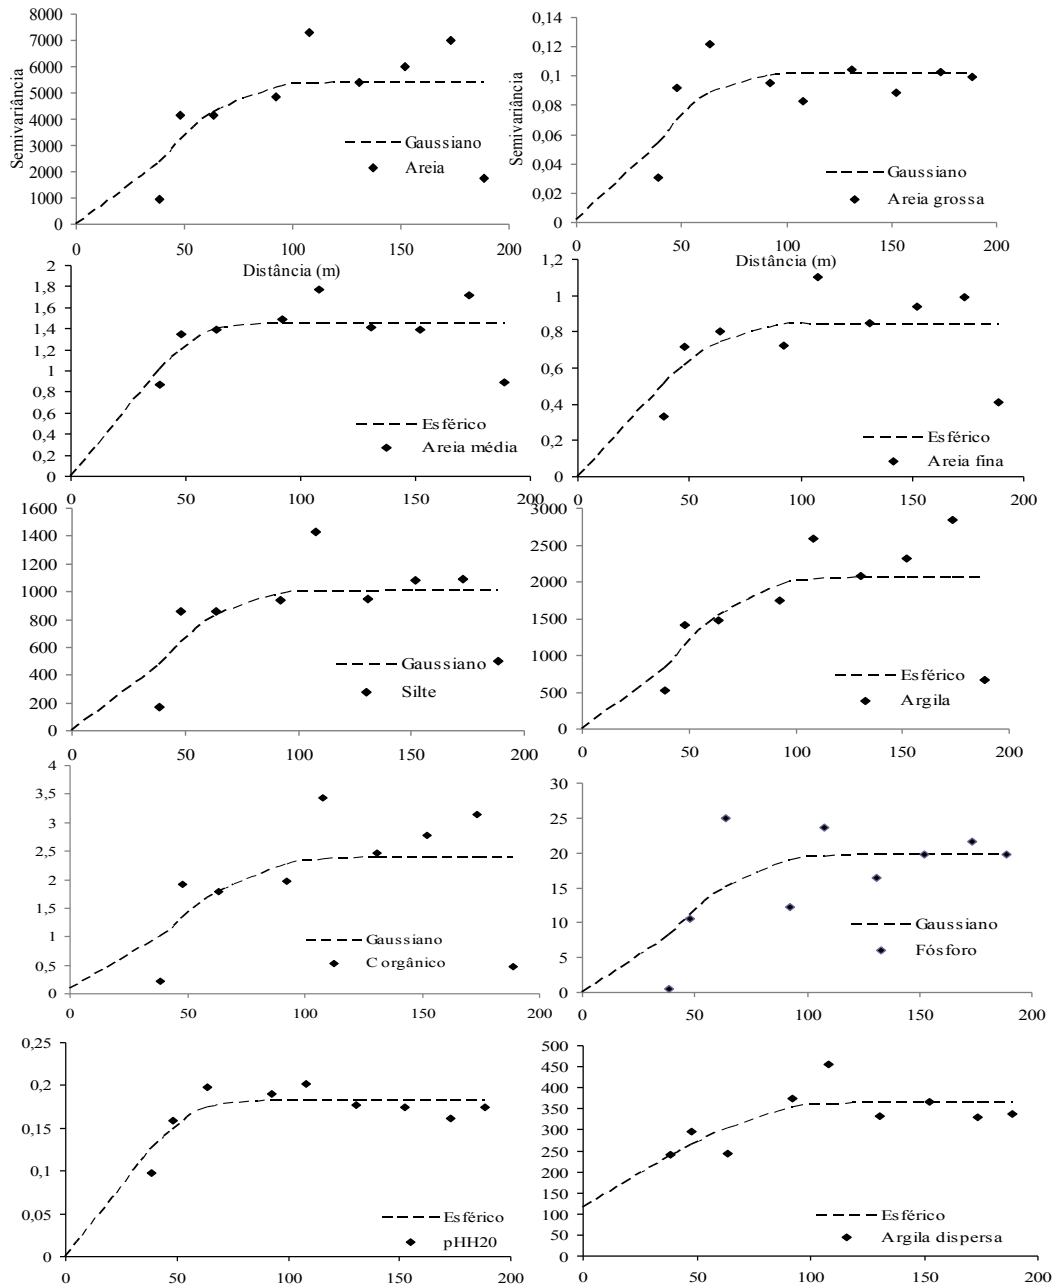 8000
7000
6000
5000
4000
3000
2000
1000
0
Semivariância
Gaussiano
Areia
0 50 100 150 200
Distância (m)
0,14
0,12
0,1
0,08
0,06
0,04
0,02
0
Semivariância
Gaussiano
Areia grossa
0 50 100 150 200
Distância (m)
2
1,8
1,6
1,4
1,2
1
0,8
0,6
0,4
0,2
0
Esférico
Areia média
0 50 100 150 200
1,2
1
0,8
0,6
0,4
0,2
0
Esférico
Areia fina
0 50 100 150 200
1600
1400
1200
1000
800
600
400
200
0
Gaussiano
Silte
0 50 100 150 200
3000
2500
2000
1500
1000
500
0
Esférico
Argila
0 50 100 150 200
4
3,5
3
2,5
2
1,5
1
0,5
0
Gaussiano
C orgânico
0 50 100 150 200
30
25
20
15
10
5
0
Gaussiano
Fósforo
0 50 100 150 200
0,25
0,2
0,15
0,1
0,05
0
Esférico
pHH20
0 50 100 150 200
500
450
400
350
300
250
200
150
100
50
0
Esférico
Argila dispersa
0 50 100 150 200